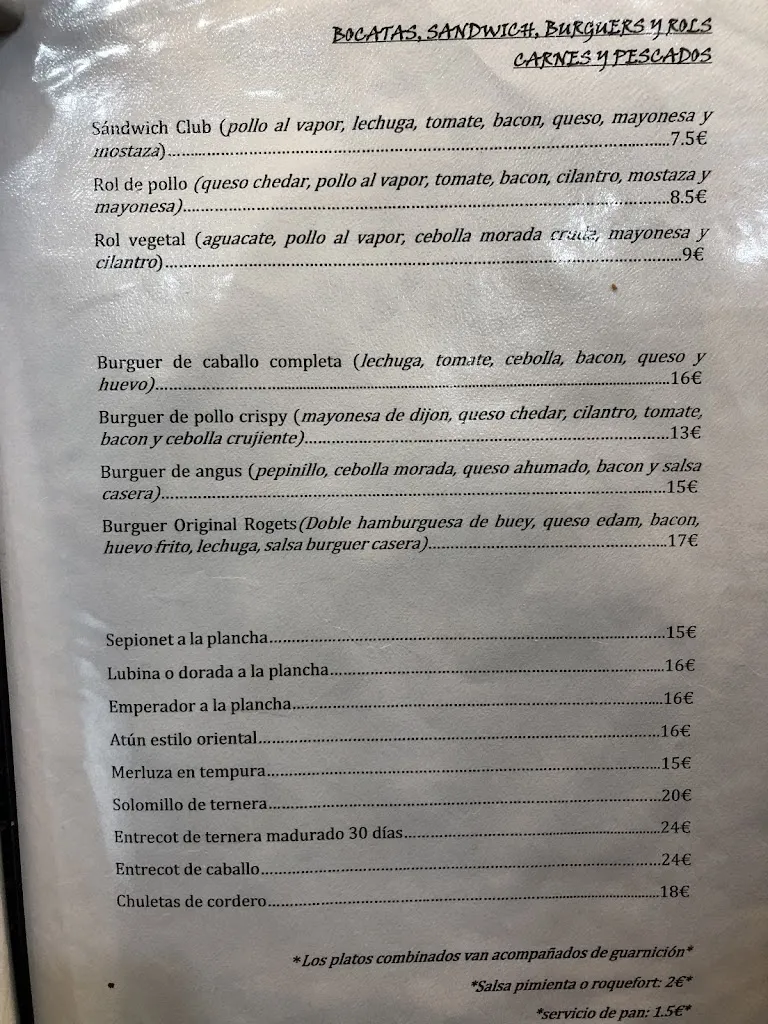 BOCATAS, SANDWICH, BURGUERS Y ROLS
CARNES Y PESCADOS
Sándwich Club (pollo al vapor, lechuga, tomate, bacon, queso, mayonesa y
mostaza)...............7.5€
Rol de pollo (queso chedar, pollo al vapor, tomate, bacon, cilantro, mostaza y
mayonesa)...............8.5€
Rol vegetal (aguacate, pollo al vapor, cebolla morada cruda, mayonesa y
cilantro)...............9€
Burguer de caballo completa (lechuga, tomate, cebolla, bacon, queso y
huevo)...............16€
Burguer de pollo crispy (mayonesa de dijon, queso chedar, cilantro, tomate,
bacon y cebolla crujiente)...............13€
Burguer de angus (pepinillo, cebolla morada, queso ahumado, bacon y salsa
casera)...............15€
Burguer Original Rogets(Doble hamburguesa de buey, queso edam, bacon,
huevo frito, lechuga, salsa burguer casera)...............17€
Sepionet a la plancha...............15€
Lubina o dorada a la plancha...............16€
Emperador a la plancha...............16€
Atún estilo oriental...............16€
Merluza en tempura...............15€
Solomillo de ternera...............20€
Entrecot de ternera madurado 30 días...............24€
Entrecot de caballo...............24€
Chuletas de cordero...............18€
*Los platos combinados van acompañados de guarnición*
*Salsa pimienta o roquefort: 2€*
*servicio de pan: 1.5€*